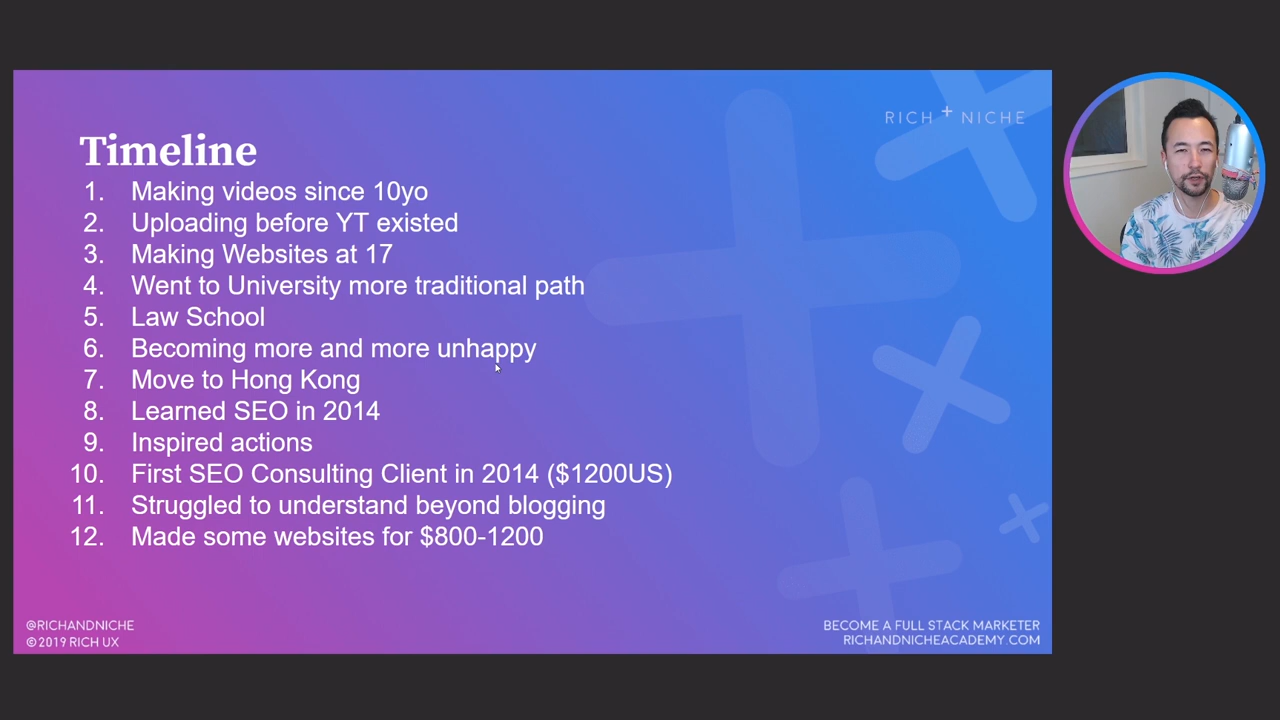 RICH + NICHE
Timeline
1. Making videos since 10yo
2. Uploading before YT existed
3. Making Websites at 17
4. Went to University more traditional path
5. Law School
6. Becoming more and more unhappy
7. Move to Hong Kong
8. Learned SEO in 2014
9. Inspired actions
10. First SEO Consulting Client in 2014 ($1200US)
11. Struggled to understand beyond blogging
12. Made some websites for $800-1200
@RICHANDNICHE
©2019 RICH UX
BECOME A FULL STACK MARKETER
RICHANDNICHEACADEMY.COM